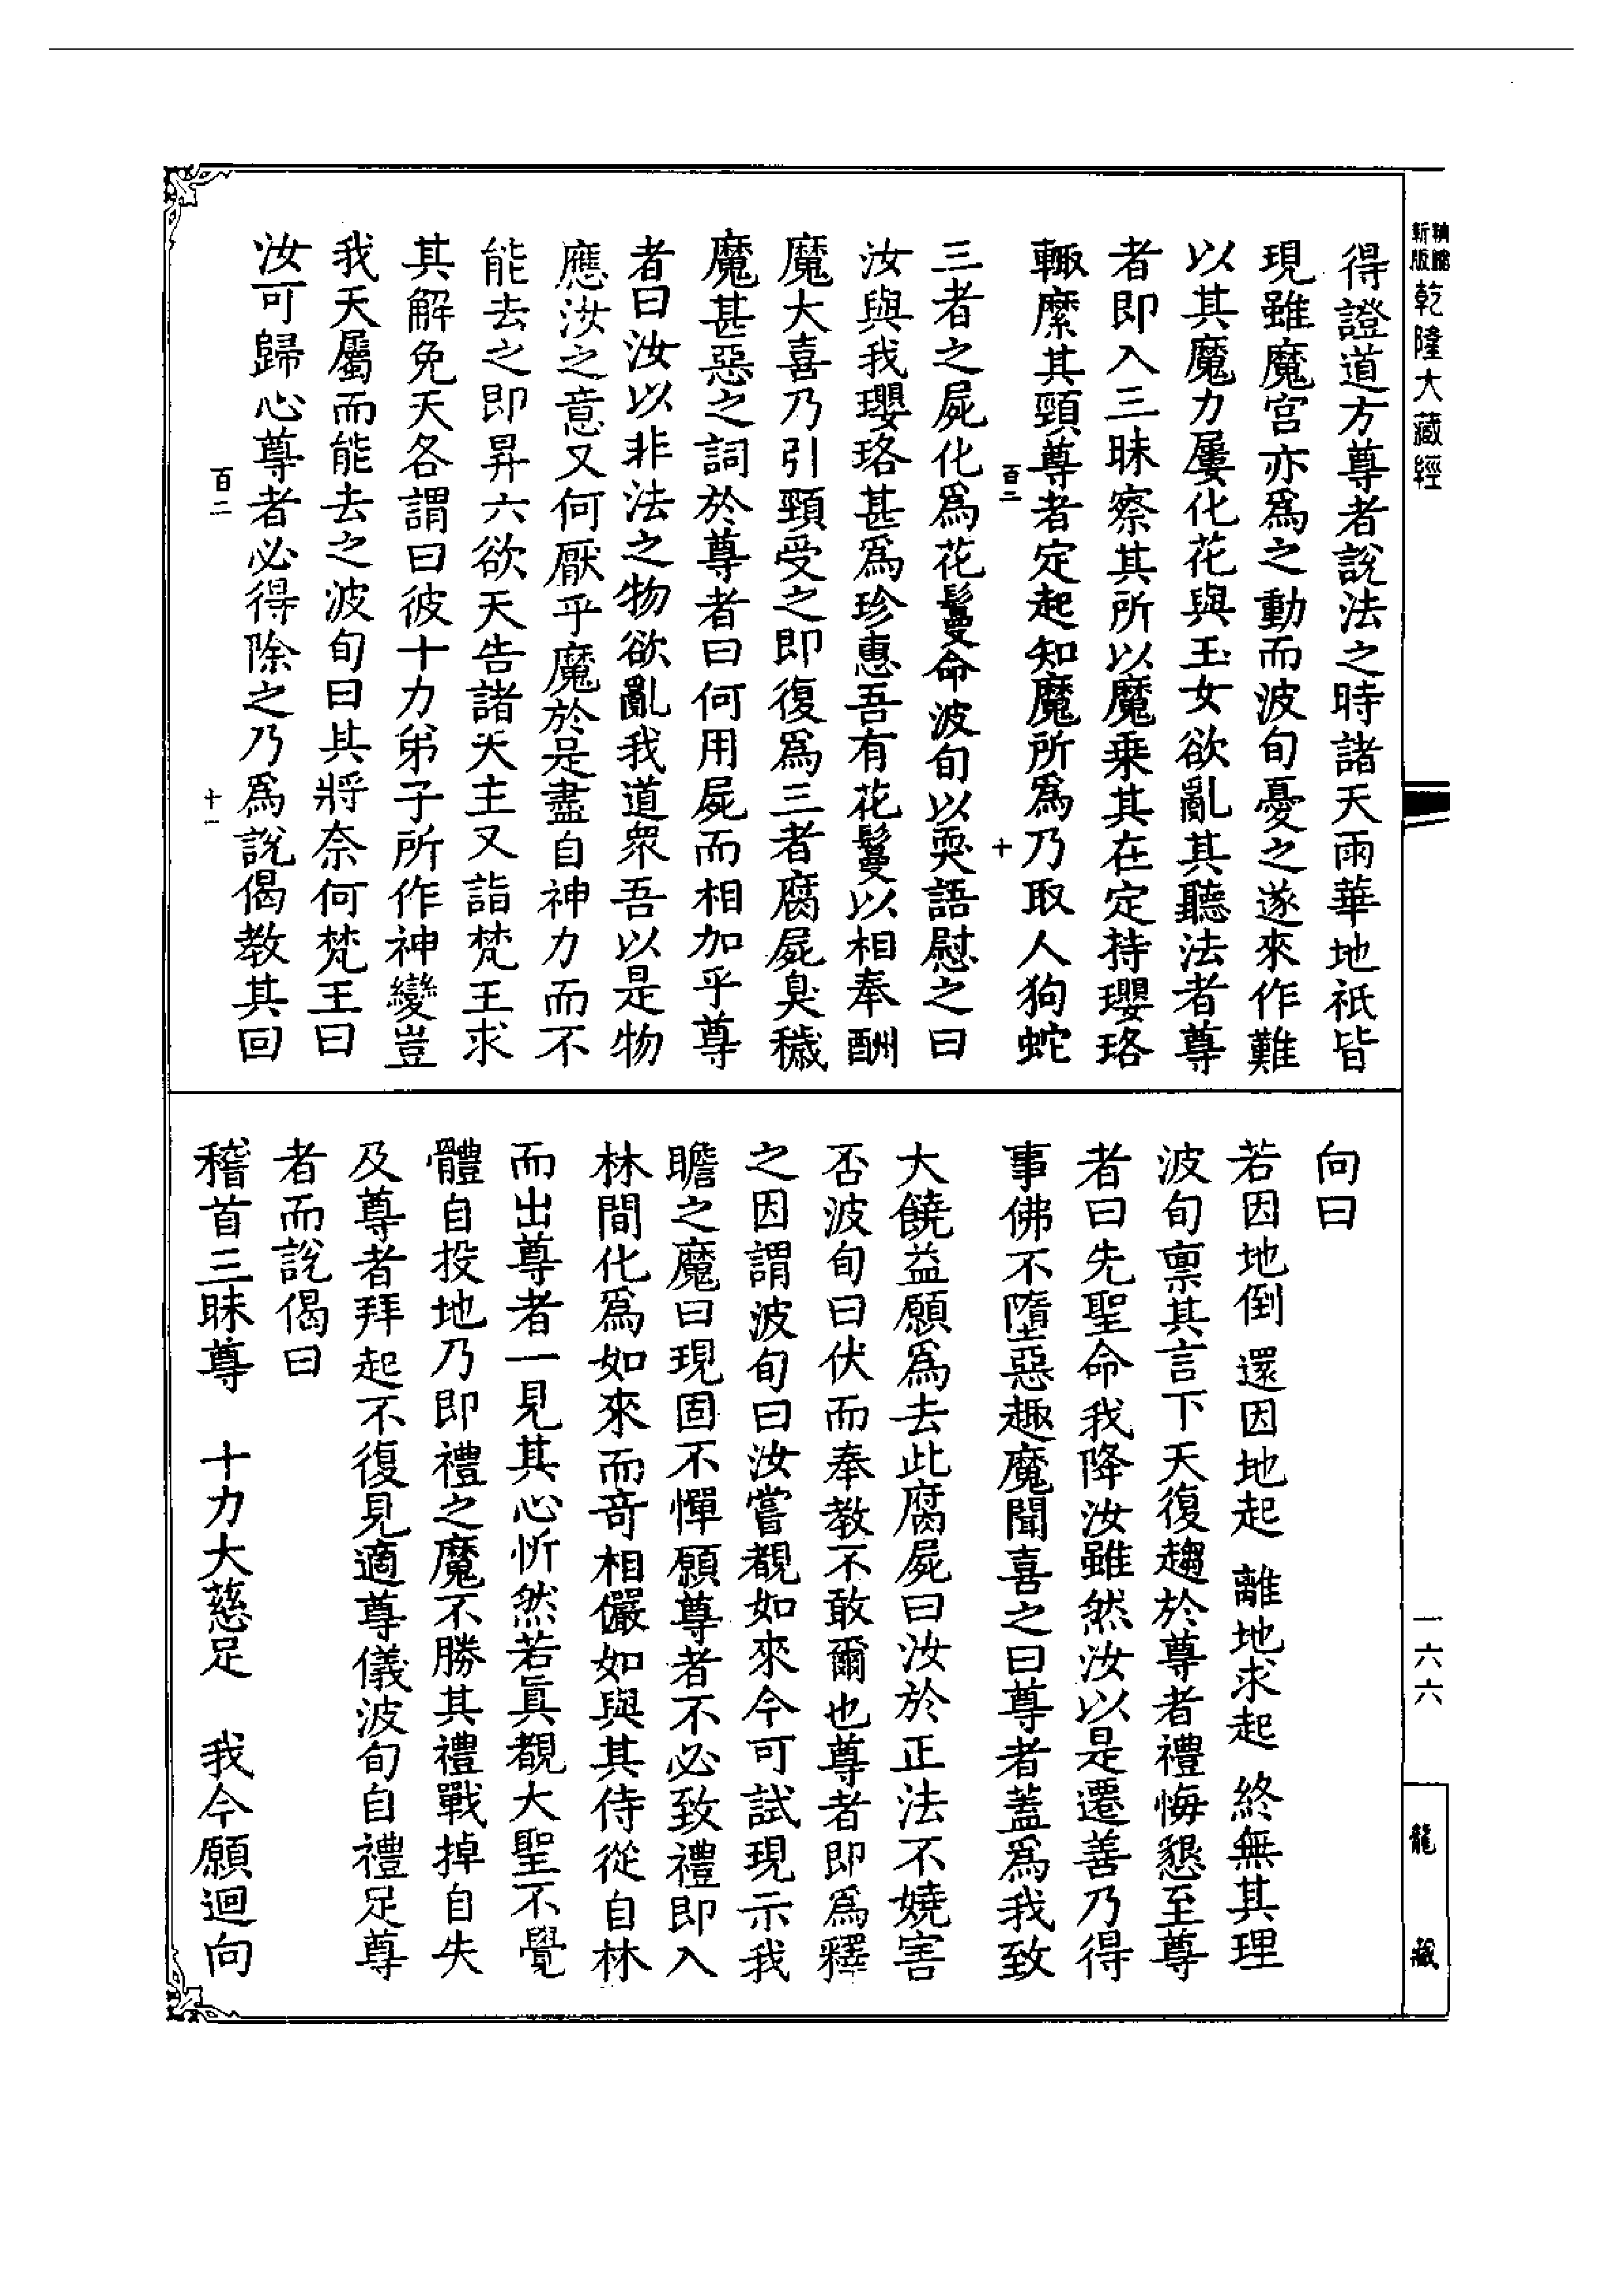 精縮新版乾隆大藏經
得證道方尊者說法之時諸天雨華地祇皆
現雖魔宮亦爲之動而波旬憂之遂來作難
以其魔力屢化花與玉女欲亂其聽法者尊
者即入三昧察其所以魔乘其在定持瓔珞
輙縻其頸尊者定起知魔所爲乃取人狗蛇
百二
十
三者之屍化爲花鬘命波旬以耎語慰之曰
汝與我瓔珞甚爲珍惠吾有花鬘以相奉酬
魔大喜乃引頸受之即復爲三者腐屍臭穢
魔甚惡之詞於尊者曰何用屍而相加乎尊
者曰汝以非法之物欲亂我道衆吾以是物
應汝之意又何厭乎魔於是盡自神力而不
能去之即昇六欲天告諸天主又詣梵王求
其解免天各謂曰彼十力弟子所作神變豈
我天屬而能去之波旬曰其將奈何梵王曰
汝可歸心尊者必得除之乃爲說偈教其回
百二
十一
向曰
若因地倒 還因地起 離地求起 終無其理
波旬禀其言下天復趨於尊者禮悔懇至尊
者曰先聖命我降汝雖然汝以是遷善乃得
事佛不墮惡趣魔聞喜之曰尊者蓋爲我致
大饒益願爲去此腐屍曰汝於正法不嬈害
否波旬曰伏而奉教不敢爾也尊者即爲釋
之因謂波旬曰汝嘗覩如來今可試現示我
瞻之魔曰現固不憚願尊者不必致禮即入
林間化爲如來而奇相儼如與其侍從自林
而出尊者一見其心忻然若眞覩大聖不覺
體自投地乃即禮之魔不勝其禮戰掉自失
及尊者拜起不復見適尊儀波旬自禮足尊
者而說偈曰
稽首三昧尊 十力大慈足 我今願迴向
一六六
龍藏